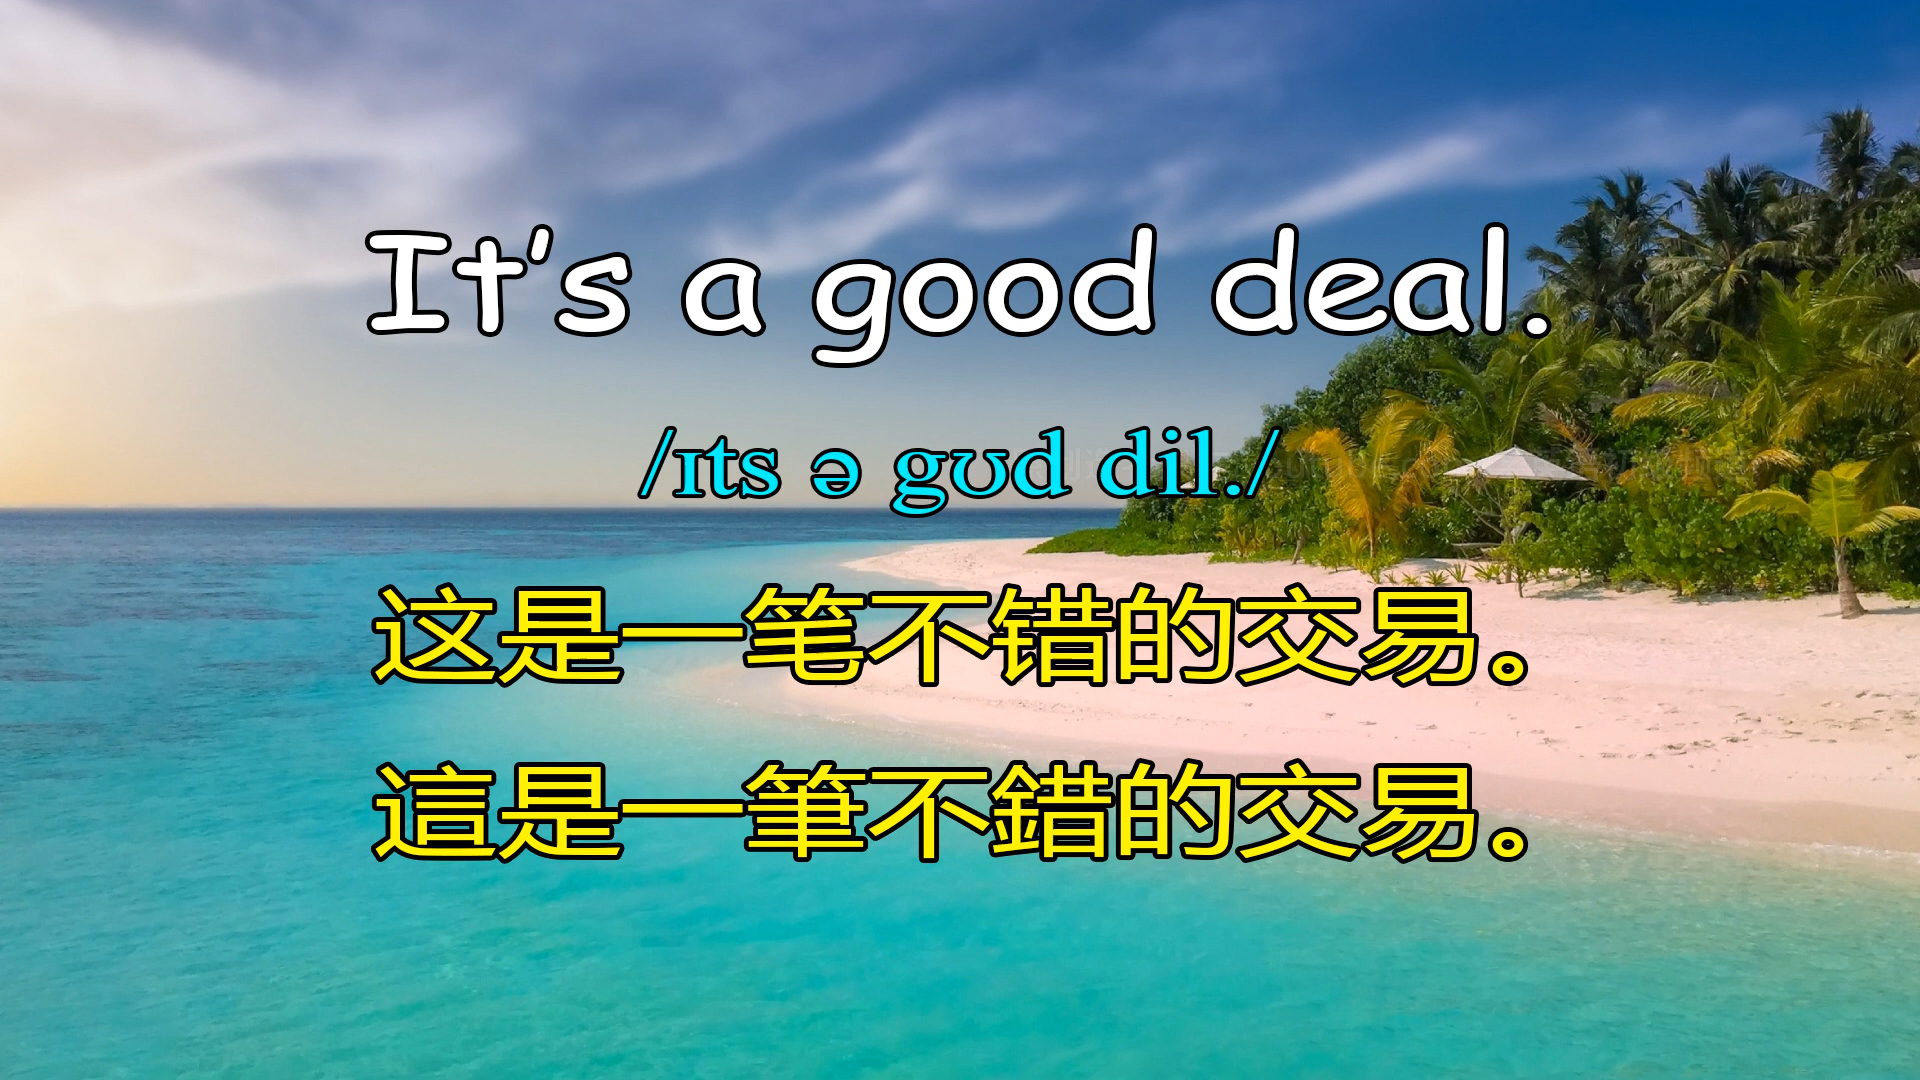 It's a good deal.
/ɪts ə gʊd dil./
这是一笔不错的交易。
這是一筆不錯的交易。